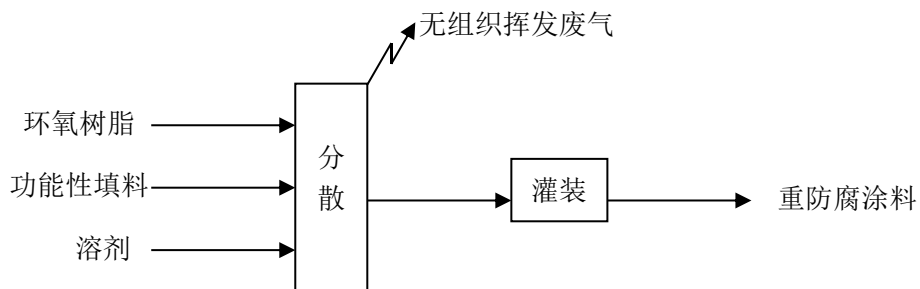 无组织挥发废气
环氧树脂
功能性填料
溶剂
分
散
灌装
重防腐涂料